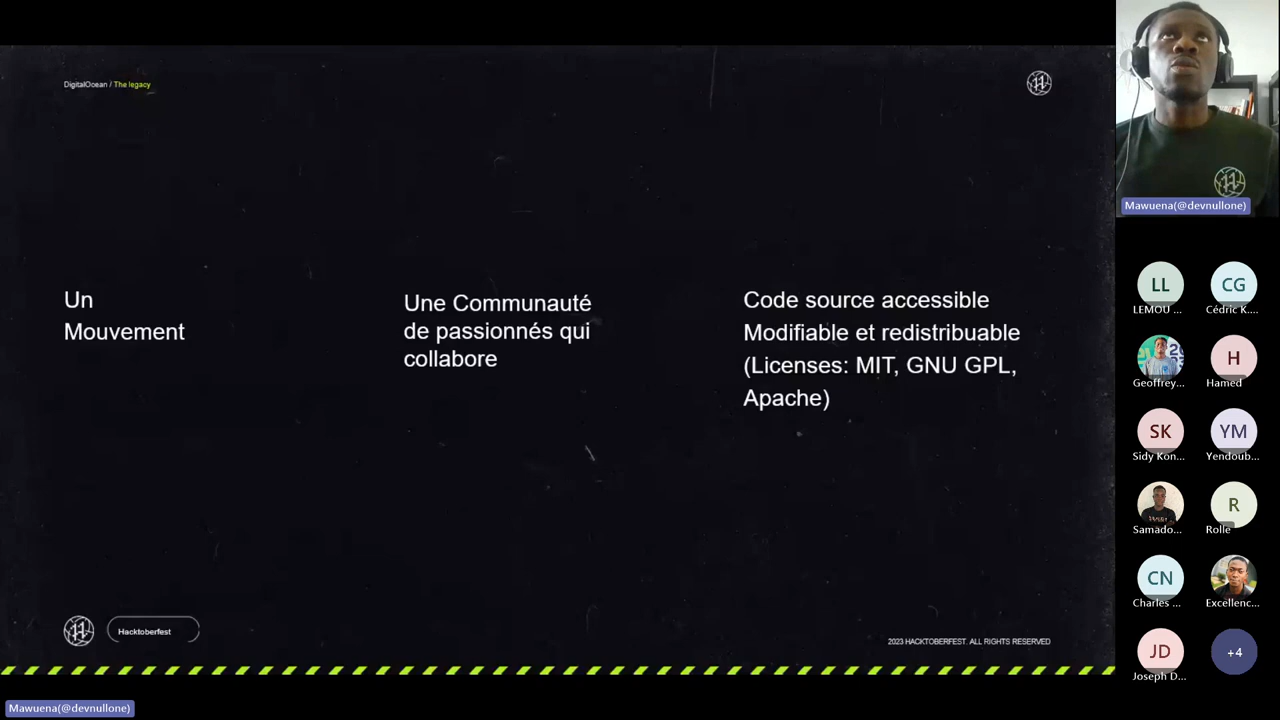 DigitalOcean / The legacy
Un
Mouvement
Une Communauté
de passionnés qui
collabore
Code source accessible
Modifiable et redistribuable
(Licenses: MIT, GNU GPL,
Apache)
Hacktoberfest
2023 HACKTOBERFEST. ALL RIGHTS RESERVED
Mawuena(@devnullone)
LL
LEMOU ...
CG
Cédric K....
Geoffrey...
H
Hamed
SK
Sidy Kon...
YM
Yendoub...
Samado...
R
Rolle
CN
Charles ...
Excellenc...
JD
Joseph D...
+4
Mawuena(@devnullone)